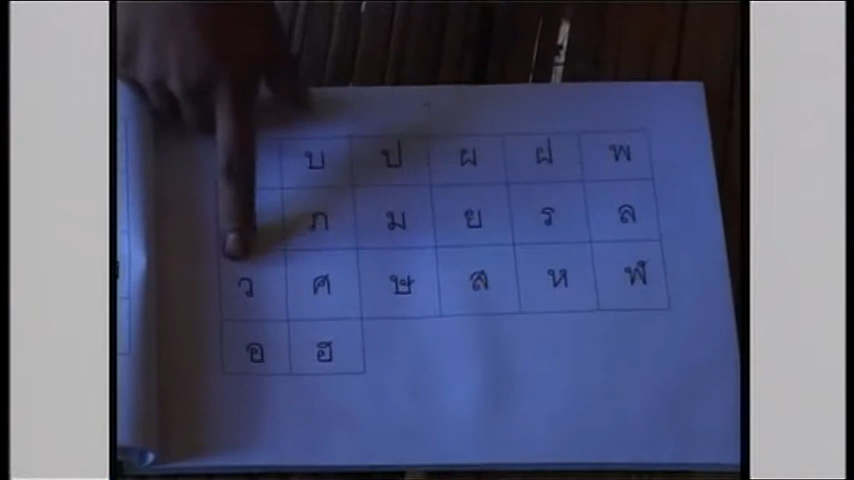 บ ป ผ ฝ พ
ภ ม ย ร ล
ว ศ ษ ส ห ฬ
อ ฮ